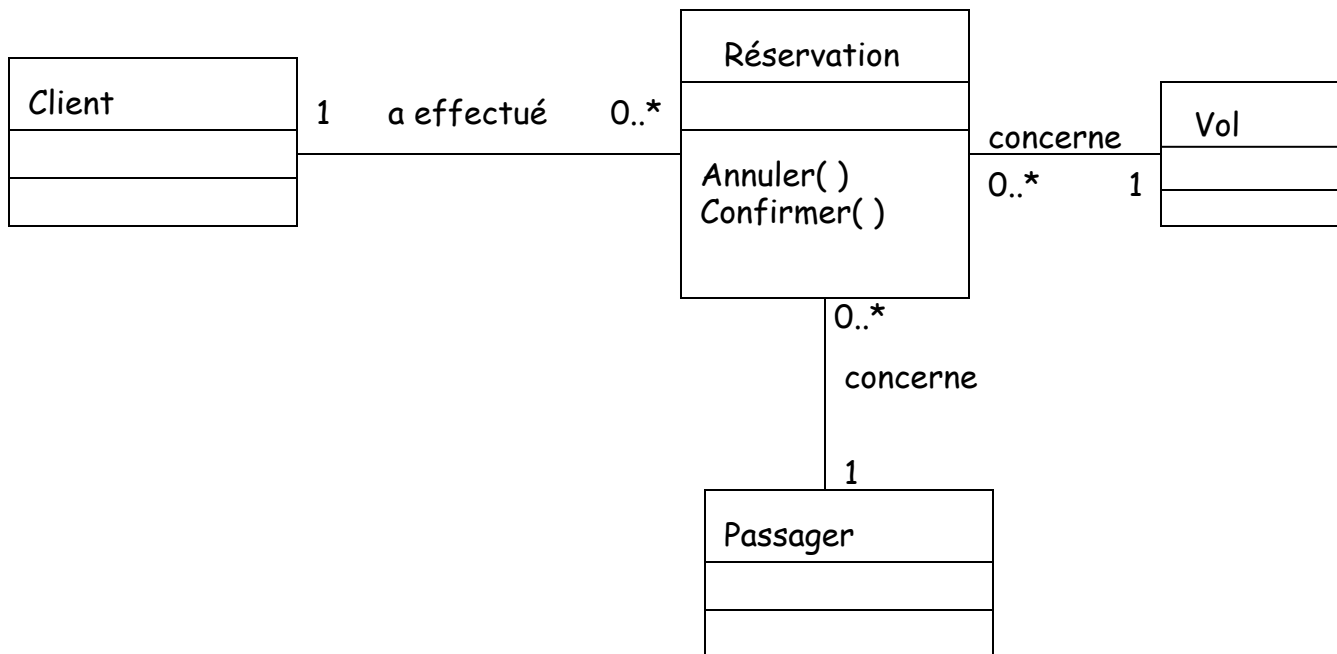 Client
1 a effectué 0..*
Réservation
Annuler( )
Confirmer( )
concerne
0..* 1
Vol
0..*
concerne
1
Passager